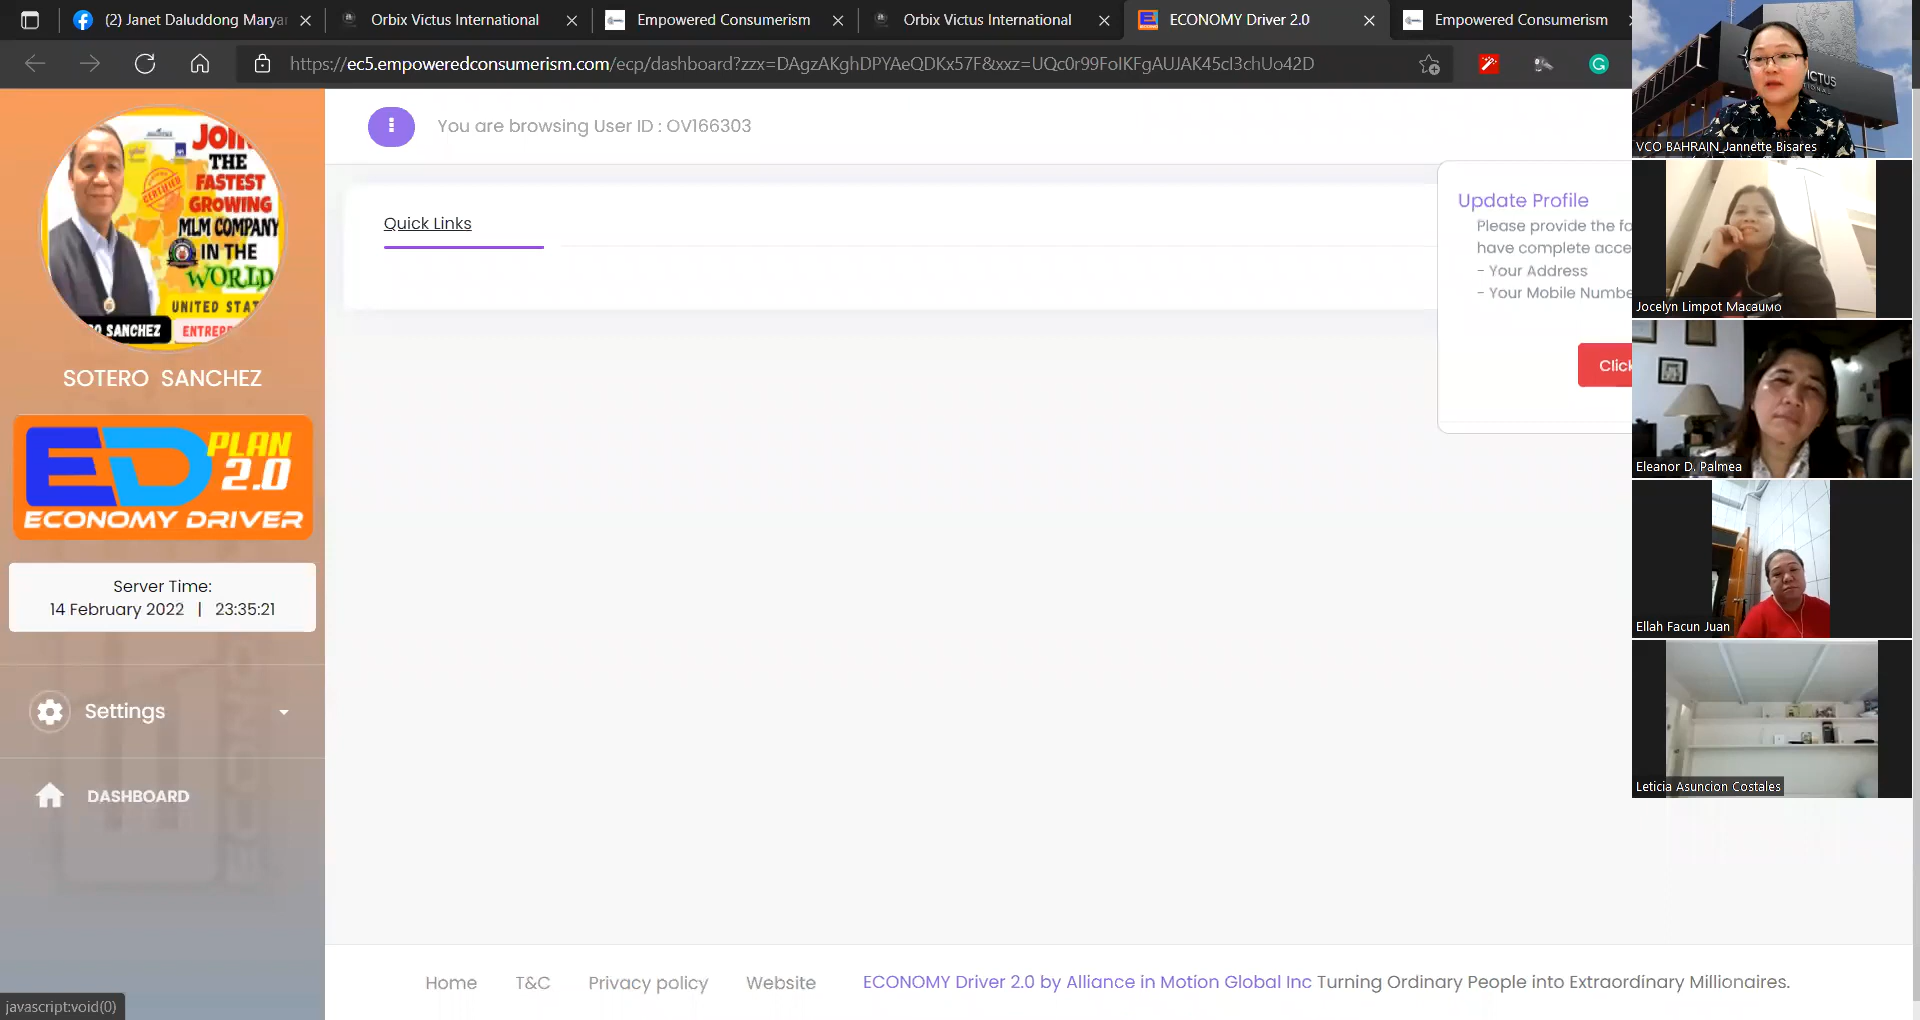 (2) Janet Daluddong Marya
Orbix Victus International
Empowered Consumerism
Orbix Victus International
ECONOMY Driver 2.0
Empowered Consumerism
https://ec5.empoweredconsumerism.com/ecp/dashboard?zzx=DAgzAKghDPYAeQDKx57F&xxz=UQc0r99FoIKFgAUJAK45cI3chUo42D
JOIN
THE
FASTEST
GROWING
MLM COMPANY
IN THE
WORLD
UNITED STAT
CERTIFIED
O SANCHEZ
ENTREPR
SOTERO SANCHEZ
ED PLAN
2.0
ECONOMY DRIVER
Server Time:
14 February 2022 | 23:35:21
Settings
DASHBOARD
javascript:void(0)
You are browsing User ID : OV166303
Quick Links
Update Profile
Please provide the fo
have complete acce
- Your Address
- Your Mobile Numbe
Click
Home
T&C
Privacy policy
Website
ECONOMY Driver 2.0 by Alliance in Motion Global Inc Turning Ordinary People into Extraordinary Millionaires.
ICTUS
VCO BAHRAIN_Jannette Bisares
Jocelyn Limpot Macaumo
Eleanor D. Palmea
Ellah Facun Juan
Leticia Asuncion Costales